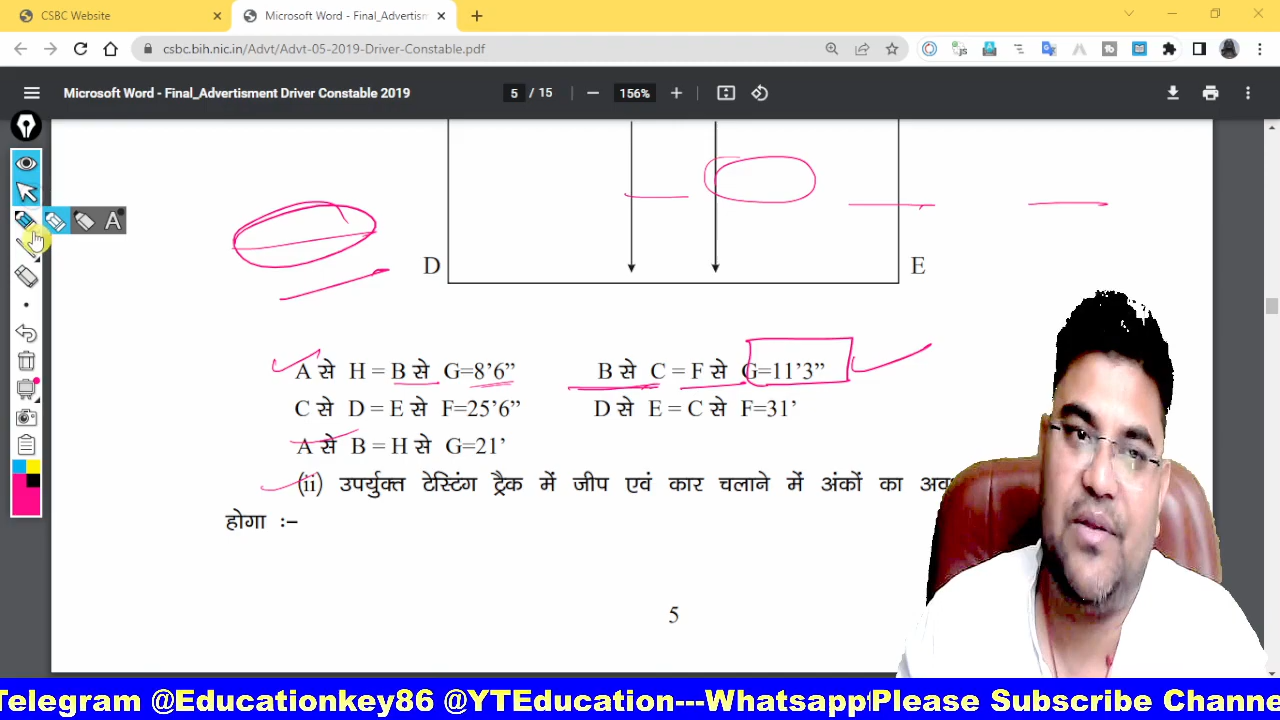 CSBC Website
Microsoft Word - Final_Advertism
csbc.bih.nic.in/Advt/Advt-05-2019-Driver-Constable.pdf
Microsoft Word - Final_Advertisment Driver Constable 2019
5 / 15
156%
A
D
E
A से H = B से G=8’6” B से C = F से G=11’3”
C से D = E से F=25’6” D से E = C से F=31’
A से B = H से G=21’
(ii) उपर्युक्त टेस्टिंग ट्रैक में जीप एवं कार चलाने में अंकों का
होगा :–
5
Telegram @Educationkey86 @YTEducation---Whatsapp Please Subscribe Channe